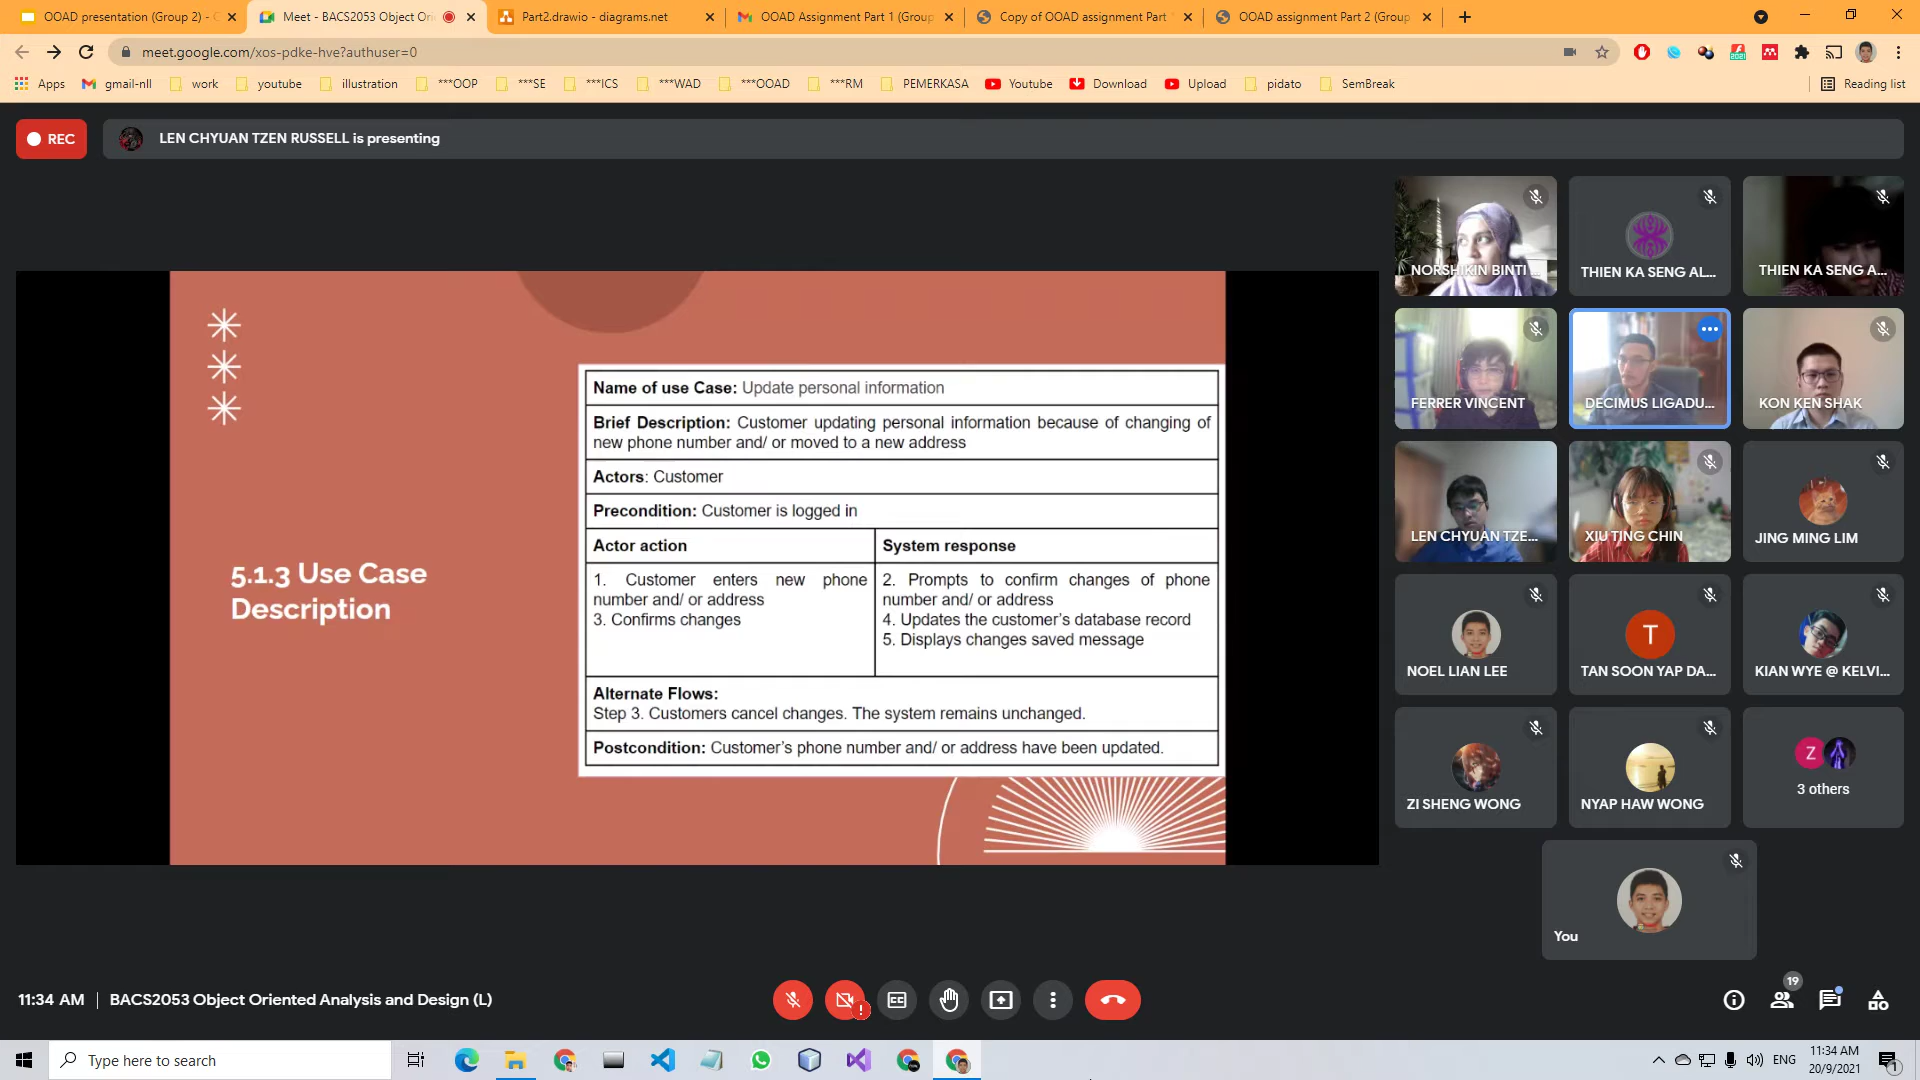 OOAD presentation (Group 2) - G
Meet - BACS2053 Object Ori
Part2.drawio - diagrams.net
OOAD Assignment Part 1 (Group
Copy of OOAD assignment Part
OOAD assignment Part 2 (Group
meet.google.com/xos-pdke-hve?authuser=0
Apps
gmail-nll
work
youtube
illustration
***OOP
***SE
***ICS
***WAD
***OOAD
***RM
PEMERKASA
Youtube
Download
Upload
pidato
SemBreak
Reading list
REC
LEN CHYUAN TZEN RUSSELL is presenting
5.1.3 Use Case
Description
Name of use Case: Update personal information
Brief Description: Customer updating personal information because of changing of
new phone number and/ or moved to a new address
Actors: Customer
Precondition: Customer is logged in
Actor action
System response
1. Customer enters new phone
number and/ or address
3. Confirms changes
2. Prompts to confirm changes of phone
number and/ or address
4. Updates the customer's database record
5. Displays changes saved message
Alternate Flows:
Step 3. Customers cancel changes. The system remains unchanged.
Postcondition: Customer's phone number and/ or address have been updated.
NORSHIKIN BINTI ...
THIEN KA SENG AL...
THIEN KA SENG A...
FERRER VINCENT
DECIMUS LIGADU...
KON KEN SHAK
LEN CHYUAN TZE...
XIU TING CHIN
JING MING LIM
NOEL LIAN LEE
T
TAN SOON YAP DA...
KIAN WYE @ KELVI...
ZI SHENG WONG
NYAP HAW WONG
Z
3 others
You
11:34 AM
BACS2053 Object Oriented Analysis and Design (L)
19
Type here to search
ENG
11:34 AM
20/9/2021
1